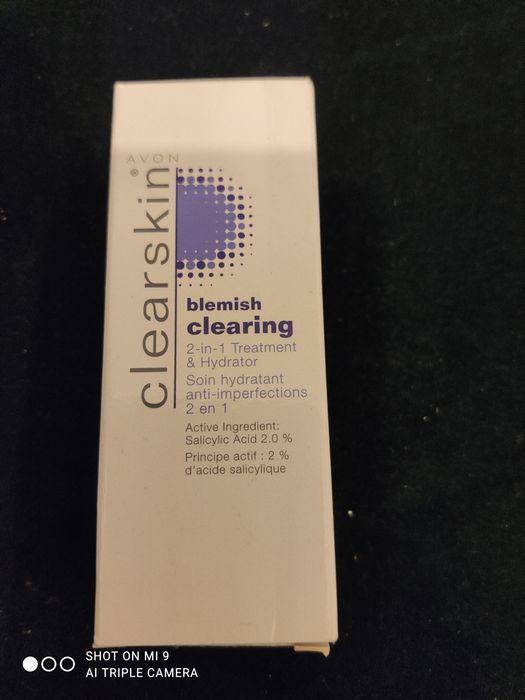 AVON
clearskin®
blemish
clearing
2-in-1 Treatment
& Hydrator
Soin hydratant
anti-imperfections
2 en 1
Active Ingredient:
Salicylic Acid 2.0 %
Principe actif : 2 %
d'acide salicylique
SHOT ON MI 9
AI TRIPLE CAMERA